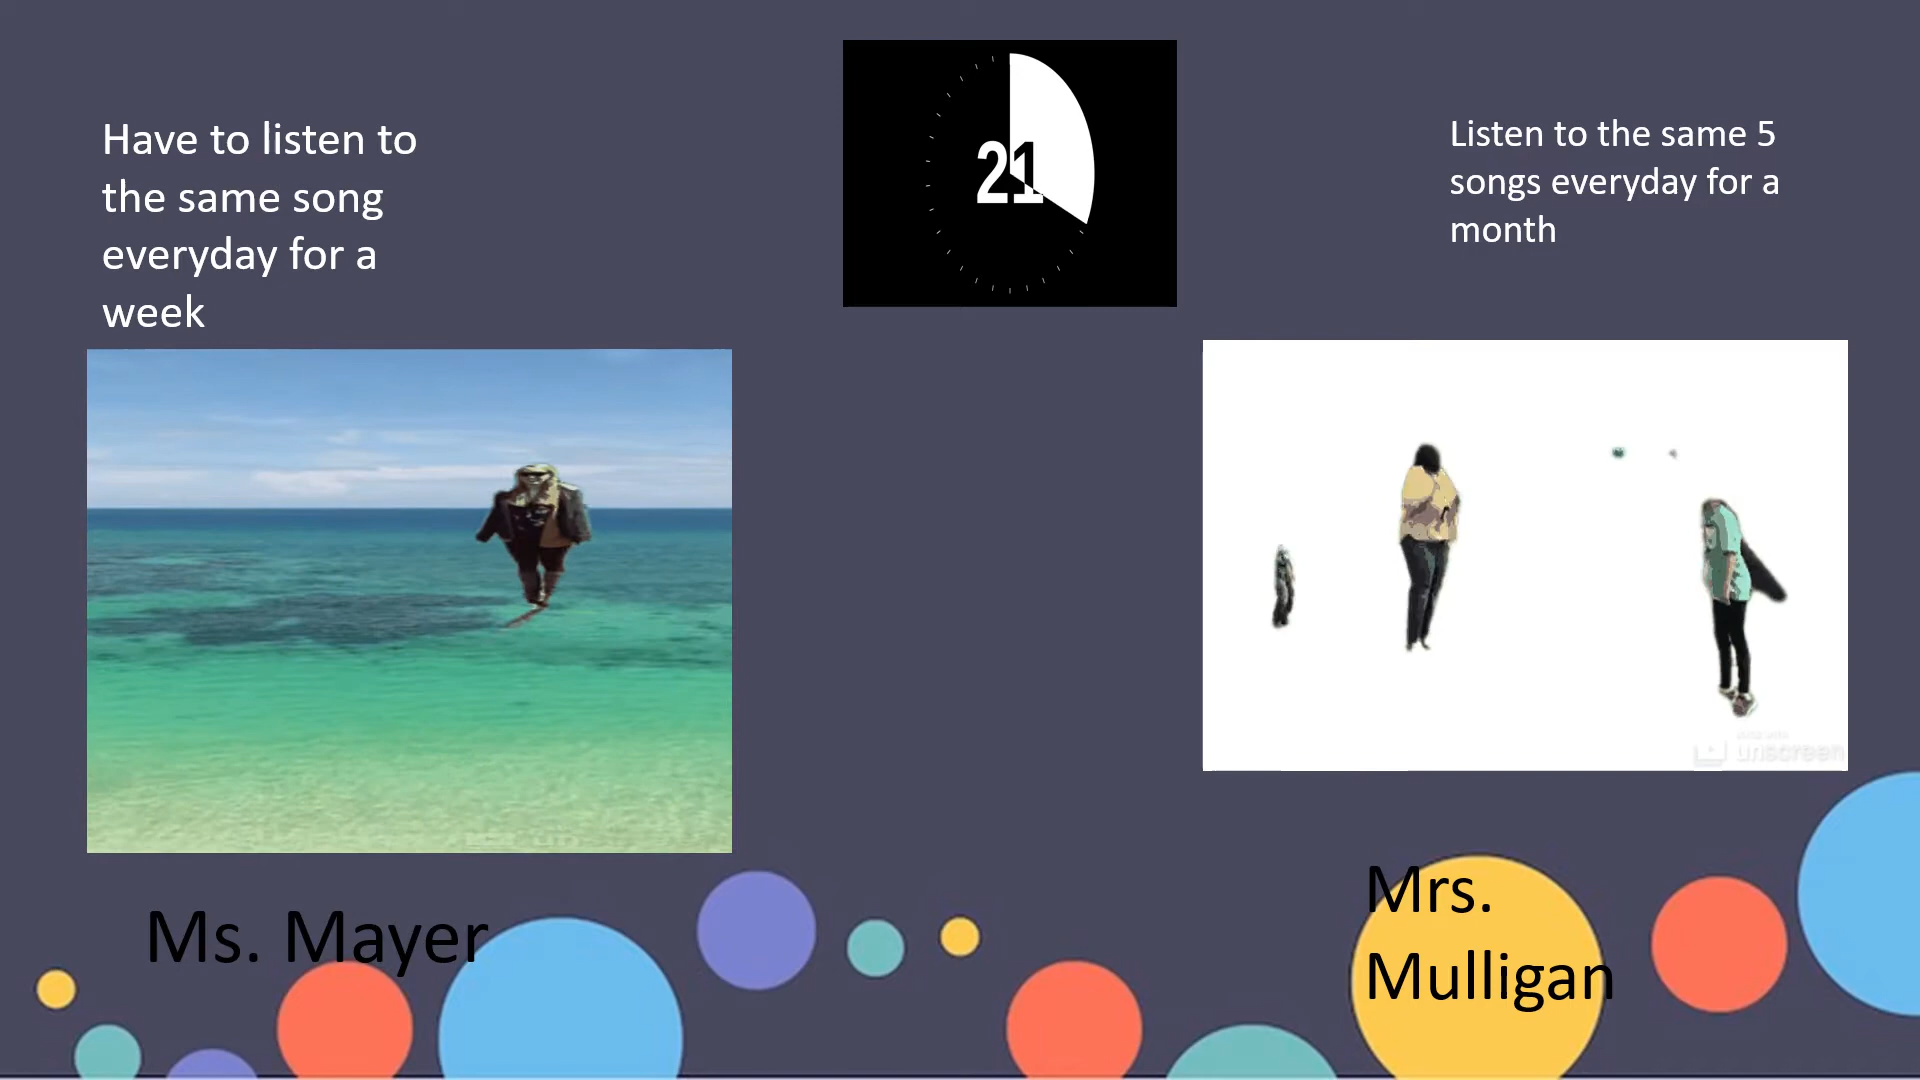 Have to listen to
the same song
everyday for a
week
21
Listen to the same 5
songs everyday for a
month
unscreen
Ms. Mayer
Mrs.
Mulligan